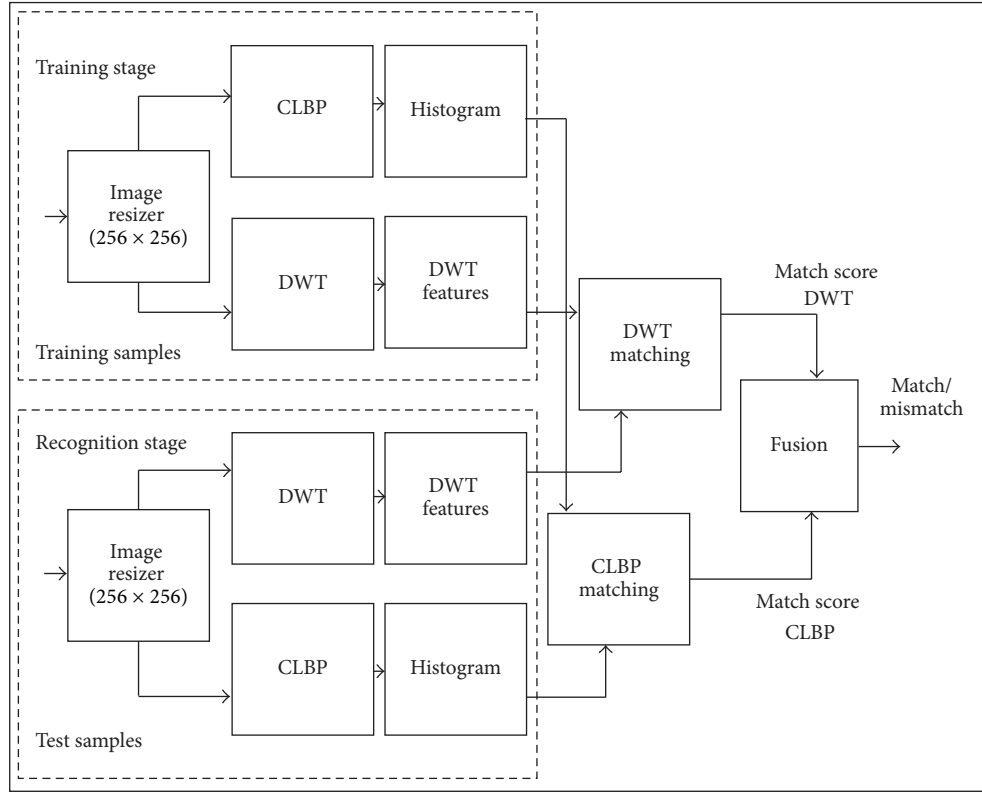 Training stage
CLBP
Histogram
Image
resizer
(256 × 256)
DWT
DWT
features
Training samples
DWT
matching
Match score
DWT
Match/
mismatch
Fusion
Recognition stage
DWT
DWT
features
Image
resizer
(256 × 256)
CLBP
matching
Match score
CLBP
CLBP
Histogram
Test samples